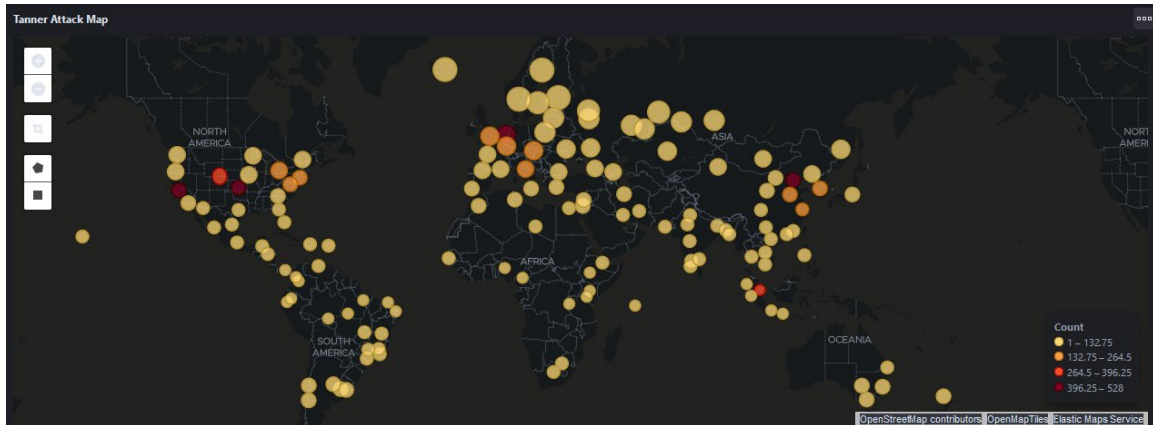 Tanner Attack Map
NORTH
AMERICA
ASIA
NORT
AMERI
AFRICA
SOUTH
AMERICA
OCEANIA
Count
1 – 132.75
132.75 – 264.5
264.5 – 396.25
396.25 – 528
OpenStreetMap contributors OpenMapTiles Elastic Maps Service